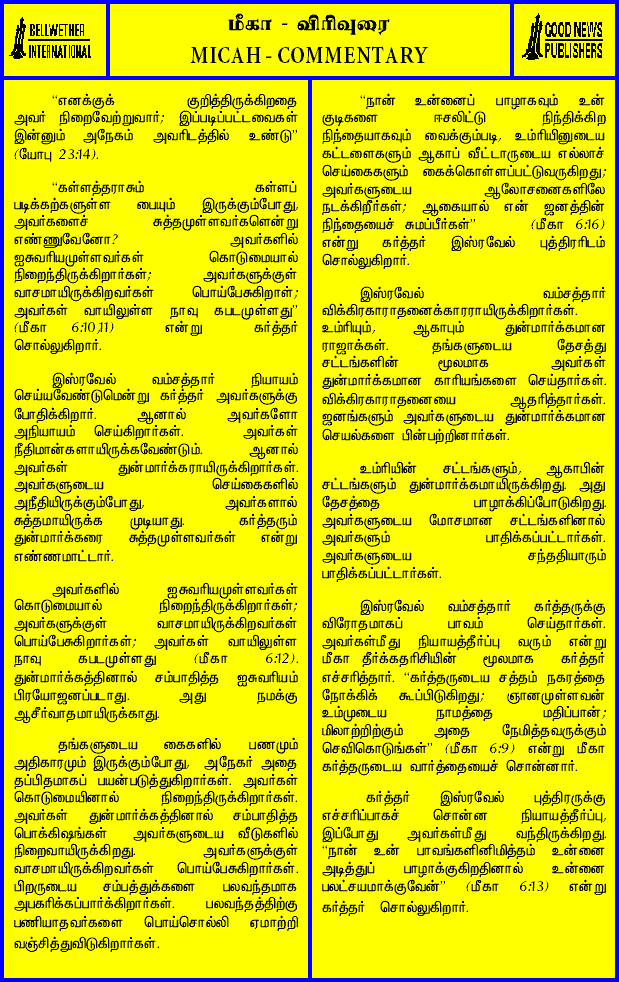 BELLWETHER
INTERNATIONAL
மீகா - விரிவுரை
MICAH - COMMENTARY
GOOD NEWS
PUBLISHERS
“எனக்குக் குறித்திருக்கிறதை
அவர் நிறைவேற்றுவார்; இப்படிப்பட்டவைகள்
இன்னும் அநேகம் அவரிடத்தில் உண்டு”
(யோபு 23:14).
“கள்ளத்தராசும் கள்ளப்
படிக்கற்களுள்ள பையும் இருக்கும்போது,
அவர்களைச் சுத்தமுள்ளவர்களென்று
எண்ணுவேனோ? அவர்களில்
ஐசுவரியமுள்ளவர்கள் கொடுமையால்
நிறைந்திருக்கிறார்கள்; அவர்களுக்குள்
வாசமாயிருக்கிறவர்கள் பொய்பேசுகிறாள்;
அவர்கள் வாயிலுள்ள நாவு கபடமுள்ளது”
(மீகா 6:10,11) என்று கர்த்தர்
சொல்லுகிறார்.
இஸ்ரவேல் வம்சத்தார் நியாயம்
செய்யவேண்டுமென்று கர்த்தர் அவர்களுக்கு
போதிக்கிறார். ஆனால் அவர்களோ
அநியாயம் செய்கிறார்கள். அவர்கள்
நீதிமான்களாயிருக்கவேண்டும். ஆனால்
அவர்கள் துன்மார்க்கராயிருக்கிறார்கள்.
அவர்களுடைய செய்கைகளில்
அநீதியிருக்கும்போது, அவர்களால்
சுத்தமாயிருக்க முடியாது. கர்த்தரும்
துன்மார்க்கரை சுத்தமுள்ளவர்கள் என்று
எண்ணமாட்டார்.
அவர்களில் ஐசுவரியமுள்ளவர்கள்
கொடுமையால் நிறைந்திருக்கிறார்கள்;
அவர்களுக்குள் வாசமாயிருக்கிறவர்கள்
பொய்பேசுகிறார்கள்; அவர்கள் வாயிலுள்ள
நாவு கபடமுள்ளது (மீகா 6:12).
துன்மார்க்கத்தினால் சம்பாதித்த ஐசுவரியம்
பிரயோஜனப்படாது. அது நமக்கு
ஆசீர்வாதமாயிருக்காது.
தங்களுடைய கைகளில் பணமும்
அதிகாரமும் இருக்கும்போது, அநேகர் அதை
தப்பிதமாகப் பயன்படுத்துகிறார்கள். அவர்கள்
கொடுமையினால் நிறைந்திருக்கிறார்கள்.
அவர்கள் துன்மார்க்கத்தினால் சம்பாதித்த
பொக்கிஷங்கள் அவர்களுடைய வீடுகளில்
நிறைவாயிருக்கிறது. அவர்களுக்குள்
வாசமாயிருக்கிறவர்கள் பொய்பேசுகிறார்கள்.
பிறருடைய சம்பத்துக்களை பலவந்தமாக
அபகரிக்கப்பார்க்கிறார்கள். பலவந்தத்திற்கு
பணியாதவர்களை பொய்சொல்லி ஏமாற்றி
வஞ்சித்துவிடுகிறார்கள்.
“நான் உன்னைப் பாழாகவும் உன்
குடிகளை ஈசலிட்டு நிந்திக்கிற
நிந்தையாகவும் வைக்கும்படி, உம்ரியினுடைய
கட்டளைகளும் ஆகாப் வீட்டாருடைய எல்லாச்
செய்கைகளும் கைக்கொள்ளப்பட்டுவருகிறது;
அவர்களுடைய ஆலோசனைகளிலே
நடக்கிறீர்கள்; ஆகையால் என் ஜனத்தின்
நிந்தையைச் சுமப்பீர்கள்” (மீகா 6:16)
என்று கர்த்தர் இஸ்ரவேல் புத்திரரிடம்
சொல்லுகிறார்.
இஸ்ரவேல் வம்சத்தார்
விக்கிரகாராதனைக்காரராயிருக்கிறார்கள்.
உம்ரியும், ஆகாபும் துன்மார்க்கமான
ராஜாக்கள். தங்களுடைய தேசத்து
சட்டங்களின் மூலமாக அவர்கள்
துன்மார்க்கமான காரியங்களை செய்தார்கள்.
விக்கிரகாராதனையை ஆதரித்தார்கள்.
ஜனங்களும் அவர்களுடைய துன்மார்க்கமான
செயல்களை பின்பற்றினார்கள்.
உம்ரியின் சட்டங்களும், ஆகாபின்
சட்டங்களும் துன்மார்க்கமாயிருக்கிறது. அது
தேசத்தை பாழாக்கிப்போடுகிறது.
அவர்களுடைய மோசமான சட்டங்களினால்
அவர்களும் பாதிக்கப்பட்டார்கள்.
அவர்களுடைய சந்ததியாரும்
பாதிக்கப்பட்டார்கள்.
இஸ்ரவேல் வம்சத்தார் கர்த்தருக்கு
விரோதமாகப் பாவம் செய்தார்கள்.
அவர்கள்மீது நியாயத்தீர்ப்பு வரும் என்று
மீகா தீர்க்கதரிசியின் மூலமாக கர்த்தர்
எச்சரித்தார். “கர்த்தருடைய சத்தம் நகரத்தை
நோக்கிக் கூப்பிடுகிறது; ஞானமுள்ளவன்
உம்முடைய நாமத்தை மதிப்பான்;
மிலாற்றிற்கும் அதை நேமித்தவருக்கும்
செவிகொடுங்கள்” (மீகா 6:9) என்று மீகா
கர்த்தருடைய வார்த்தையைச் சொன்னார்.
கர்த்தர் இஸ்ரவேல் புத்திரருக்கு
எச்சரிப்பாகச் சொன்ன நியாயத்தீர்ப்பு,
இப்போது அவர்கள்மீது வந்திருக்கிறது.
“நான் உன் பாவங்களினிமித்தம் உன்னை
அடித்துப் பாழாக்குகிறதினால் உன்னை
பலட்சயமாக்குவேன்” (மீகா 6:13) என்று
கர்த்தர் சொல்லுகிறார்.